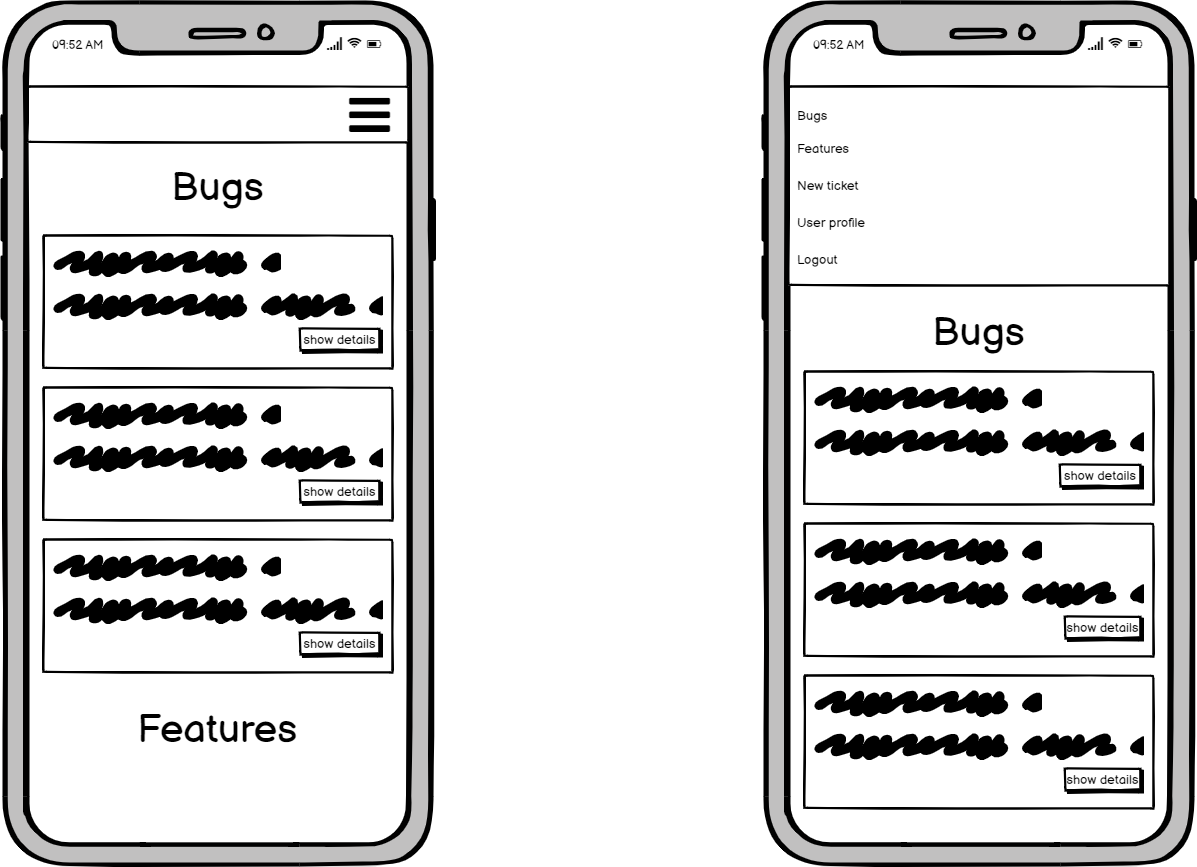 09:52 AM
Bugs
show details
show details
show details
Features
09:52 AM
Bugs
Features
New ticket
User profile
Logout
Bugs
show details
show details
show details